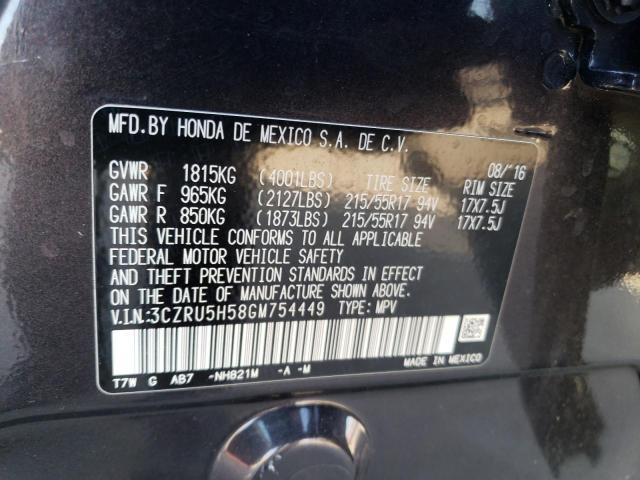 MFD.BY HONDA DE MEXICO S.A. DE C.V.
08/'16
GVWR 1815KG (4001LBS) TIRE SIZE RIM SIZE
GAWR F 965KG (2127LBS) 215/55R17 94V 17X7.5J
GAWR R 850KG (1873LBS) 215/55R17 94V 17X7.5J
THIS VEHICLE CONFORMS TO ALL APPLICABLE
FEDERAL MOTOR VEHICLE SAFETY
AND THEFT PREVENTION STANDARDS IN EFFECT
ON THE DATE OF MANUFACTURE SHOWN ABOVE.
V.I.N:3CZRU5H58GM754449 TYPE: MPV
T7W G AB7 -NH821M -A -M
MADE IN MEXICO